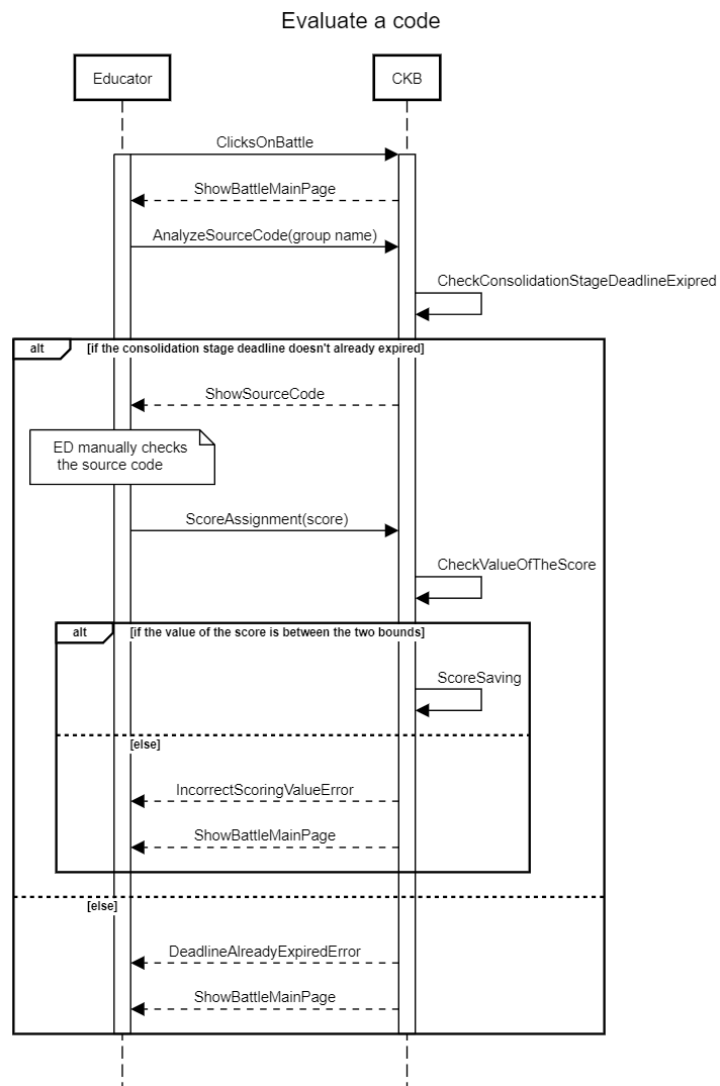 Evaluate a code
Educator
CKB
ClicksOnBattle
ShowBattleMainPage
AnalyzeSourceCode(group name)
CheckConsolidationStageDeadlineExipred
alt
[if the consolidation stage deadline doesn't already expired]
ShowSourceCode
ED manually checks
the source code
ScoreAssignment(score)
CheckValueOfTheScore
alt
[if the value of the score is between the two bounds]
ScoreSaving
[else]
IncorrectScoringValueError
ShowBattleMainPage
[else]
DeadlineAlreadyExpiredError
ShowBattleMainPage